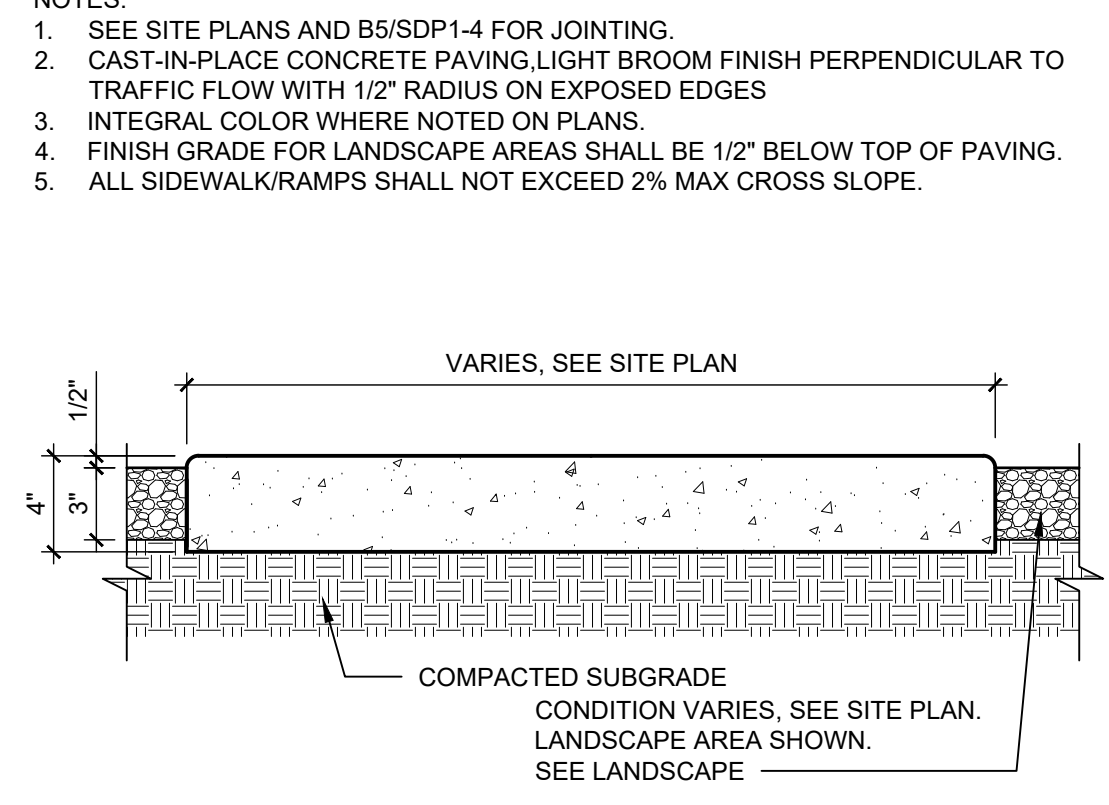 NOTES:
1. SEE SITE PLANS AND B5/SDP1-4 FOR JOINTING.
2. CAST-IN-PLACE CONCRETE PAVING,LIGHT BROOM FINISH PERPENDICULAR TO
TRAFFIC FLOW WITH 1/2" RADIUS ON EXPOSED EDGES
3. INTEGRAL COLOR WHERE NOTED ON PLANS.
4. FINISH GRADE FOR LANDSCAPE AREAS SHALL BE 1/2" BELOW TOP OF PAVING.
5. ALL SIDEWALK/RAMPS SHALL NOT EXCEED 2% MAX CROSS SLOPE.
VARIES, SEE SITE PLAN
1/2"
4"
3"
COMPACTED SUBGRADE
CONDITION VARIES, SEE SITE PLAN.
LANDSCAPE AREA SHOWN.
SEE LANDSCAPE